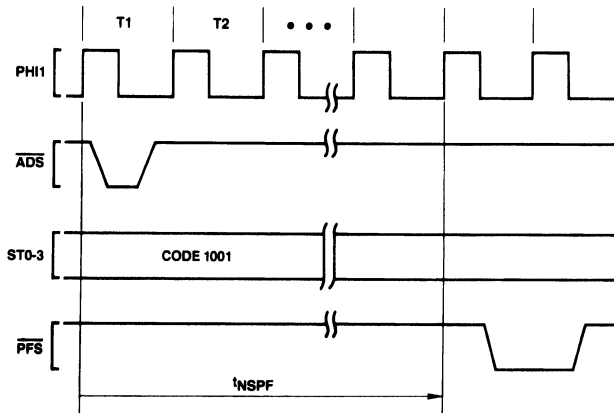 T1 T2 • • •
PHI1
ADS
ST0-3 CODE 1001
PFS
tNSPF